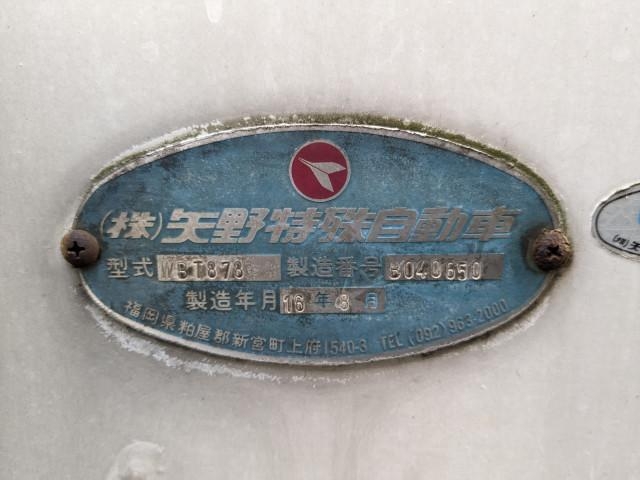 (株)矢野特殊自動車
型式 WBT878 製造番号 B040650
製造年月 16年8月
福岡県粕屋郡新宮町上府1540-3 TEL (092) 963-2000